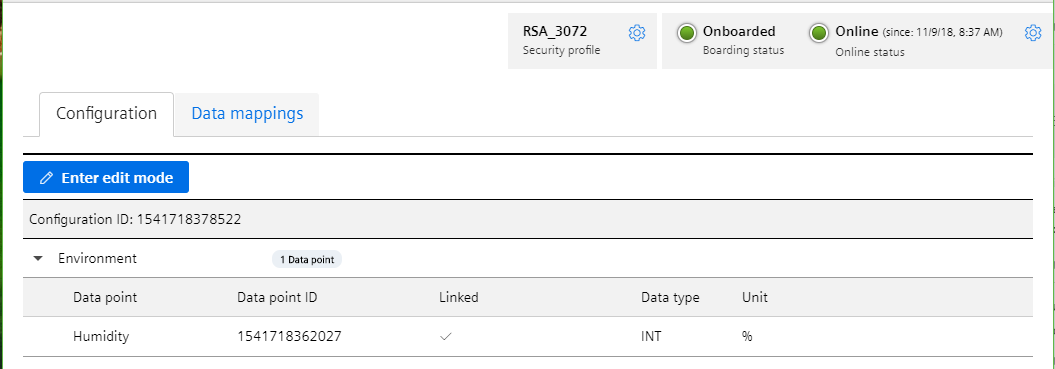 RSA_3072
Security profile
Onboarded
Boarding status
Online (since: 11/9/18, 8:37 AM)
Online status
Configuration
Data mappings
Enter edit mode
Configuration ID: 1541718378522
Environment 1 Data point
Data point Data point ID Linked Data type Unit
Humidity 1541718362027 INT %